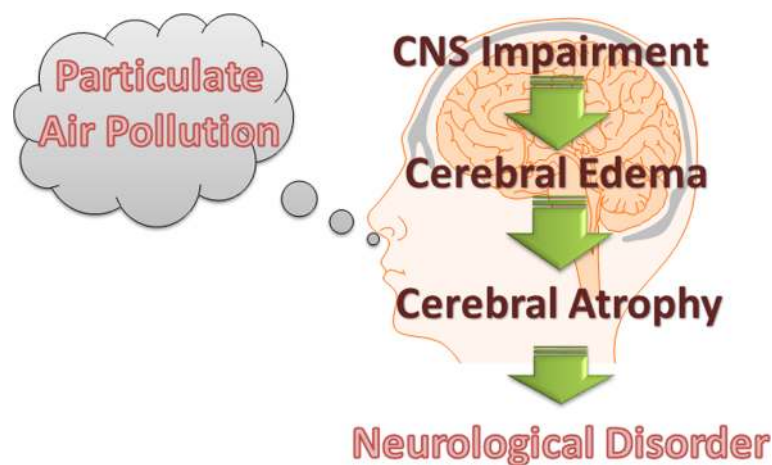 Particulate
Air Pollution
CNS Impairment
Cerebral Edema
Cerebral Atrophy
Neurological Disorder